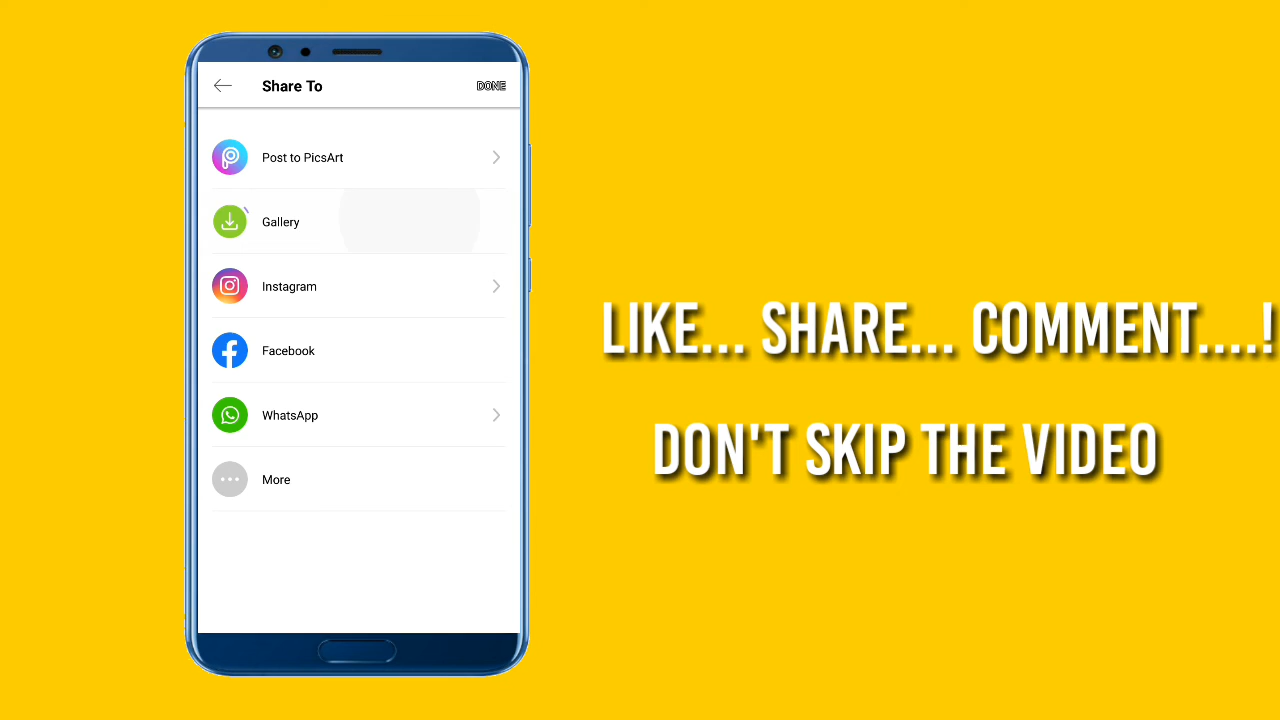 Share To
DONE
Post to PicsArt
Gallery
Instagram
Facebook
WhatsApp
More
LIKE... SHARE... COMMENT....!
DON'T SKIP THE VIDEO